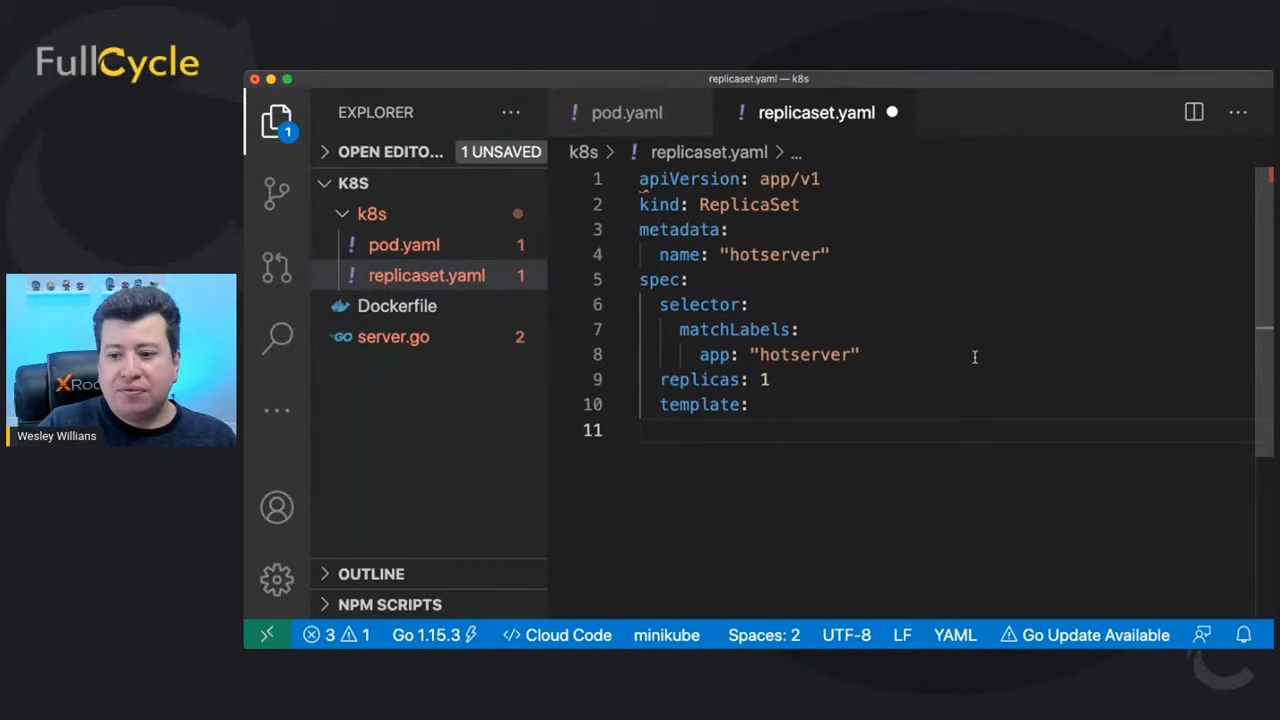 FullCycle
replicaset.yaml — k8s
1
EXPLORER
OPEN EDITO... 1 UNSAVED
K8S
k8s
! pod.yaml 1
! replicaset.yaml 1
Dockerfile
GO server.go 2
OUTLINE
NPM SCRIPTS
! pod.yaml
! replicaset.yaml
k8s > ! replicaset.yaml > ...
1 apiVersion: app/v1
2 kind: ReplicaSet
3 metadata:
4 name: "hotserver"
5 spec:
6 selector:
7 matchLabels:
8 app: "hotserver"
9 replicas: 1
10 template:
11
Wesley Willians
3 1 Go 1.15.3 Cloud Code minikube Spaces: 2 UTF-8 LF YAML Go Update Available